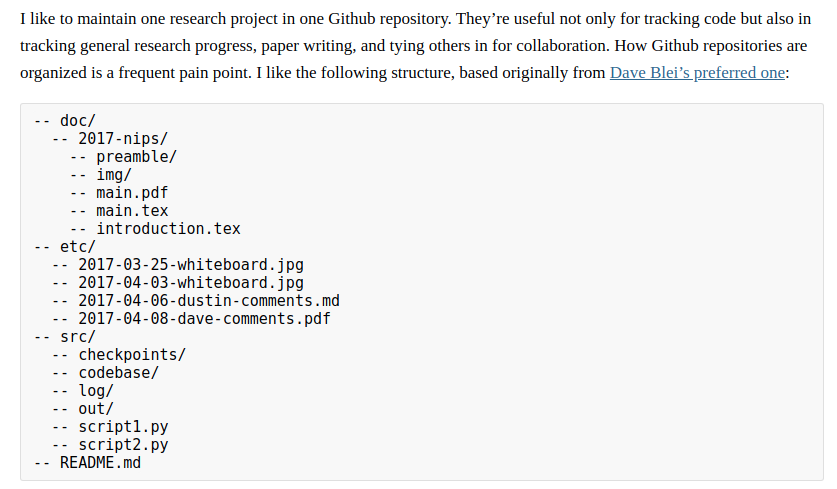 I like to maintain one research project in one Github repository. They’re useful not only for tracking code but also in
tracking general research progress, paper writing, and tying others in for collaboration. How Github repositories are
organized is a frequent pain point. I like the following structure, based originally from Dave Blei’s preferred one:
-- doc/
  -- 2017-nips/
    -- preamble/
    -- img/
    -- main.pdf
    -- main.tex
    -- introduction.tex
-- etc/
  -- 2017-03-25-whiteboard.jpg
  -- 2017-04-03-whiteboard.jpg
  -- 2017-04-06-dustin-comments.md
  -- 2017-04-08-dave-comments.pdf
-- src/
  -- checkpoints/
  -- codebase/
  -- log/
  -- out/
  -- script1.py
  -- script2.py
-- README.md